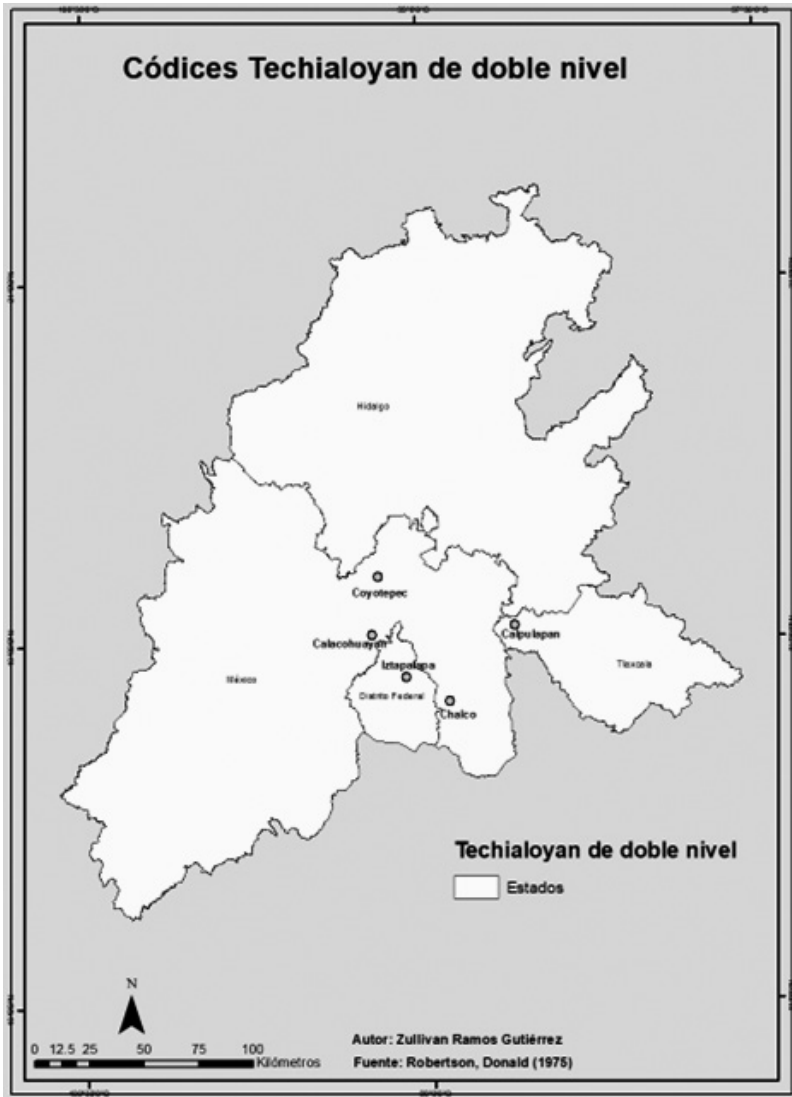 Códices Techialoyan de doble nivel
Hidalgo
Coyotepec
Calacohuayan
Calpulapan
Iztapalapa
Tlaxcala
México
Distrito Federal
Chalco
Techialoyan de doble nivel
Estados
N
0 12.5 25 50 75 100
Kilómetros
Autor: Zullivan Ramos Gutiérrez
Fuente: Robertson, Donald (1975)